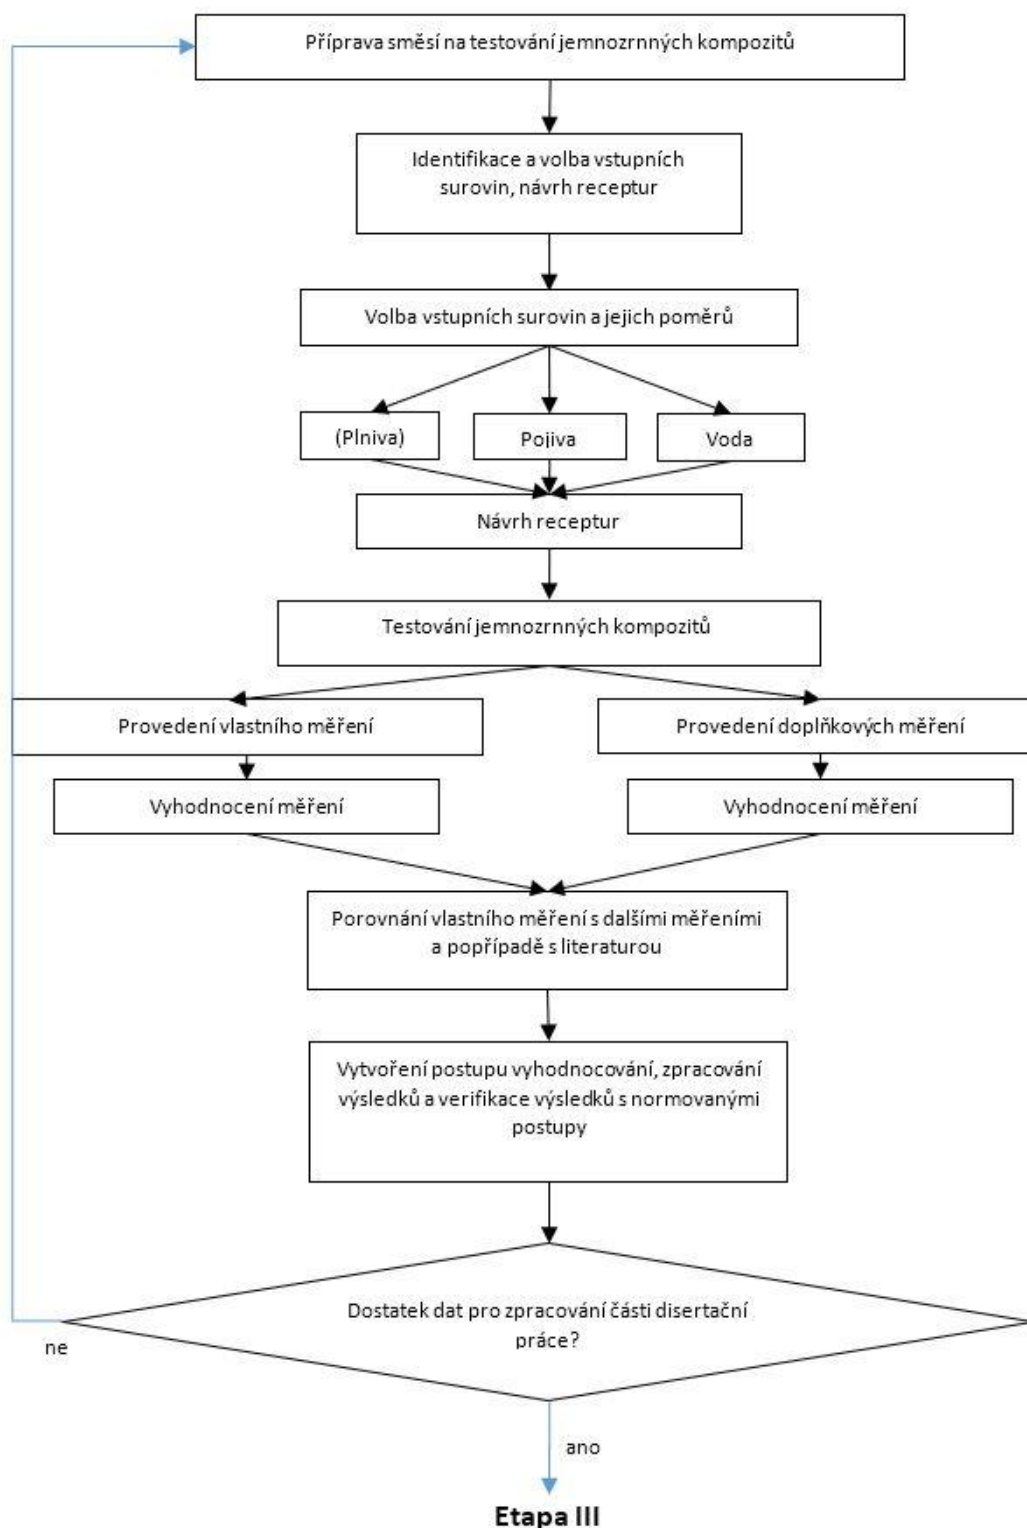 Příprava směsí na testování jemnozrnných kompozitů
Identifikace a volba vstupních
surovin, návrh receptur
Volba vstupních surovin a jejich poměrů
(Plniva)
Pojiva
Voda
Návrh receptur
Testování jemnozrnných kompozitů
Provedení vlastního měření
Provedení doplňkových měření
Vyhodnocení měření
Vyhodnocení měření
Porovnání vlastního měření s dalšími měřeními
a popřípadě s literaturou
Vytvoření postupu vyhodnocování, zpracování
výsledků a verifikace výsledků s normovanými
postupy
Dostatek dat pro zpracování části disertační
práce?
ne
ano
Etapa III